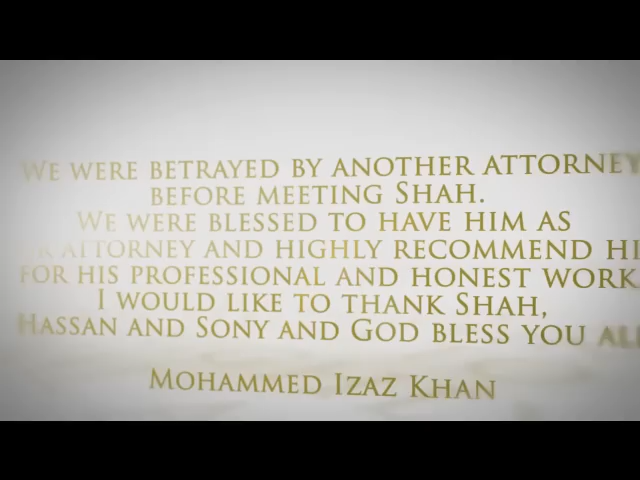 We were betrayed by another attorney
before meeting Shah.
We were blessed to have him as
attorney and highly recommend
for his professional and honest work.
I would like to thank Shah,
Hassan and Sony and God bless you all
Mohammed Izaz Khan